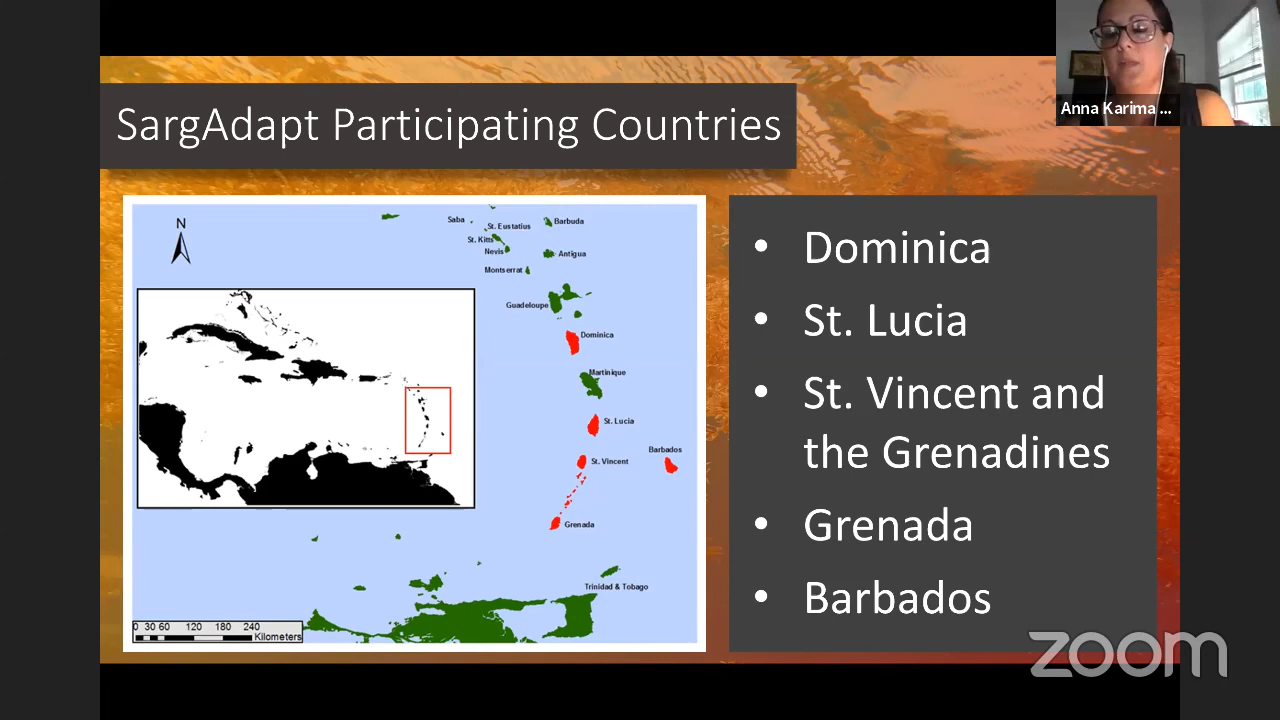 SargAdapt Participating Countries
Anna Karima ...
N
Saba
St. Eustatius
Barbuda
St. Kitts
Nevis
Antigua
Montserrat
Guadeloupe
Dominica
Martinique
St. Lucia
Barbados
St. Vincent
Grenada
Trinidad & Tobago
0 30 60 120 180 240
Kilometers
• Dominica
• St. Lucia
• St. Vincent and
the Grenadines
• Grenada
• Barbados
zoom